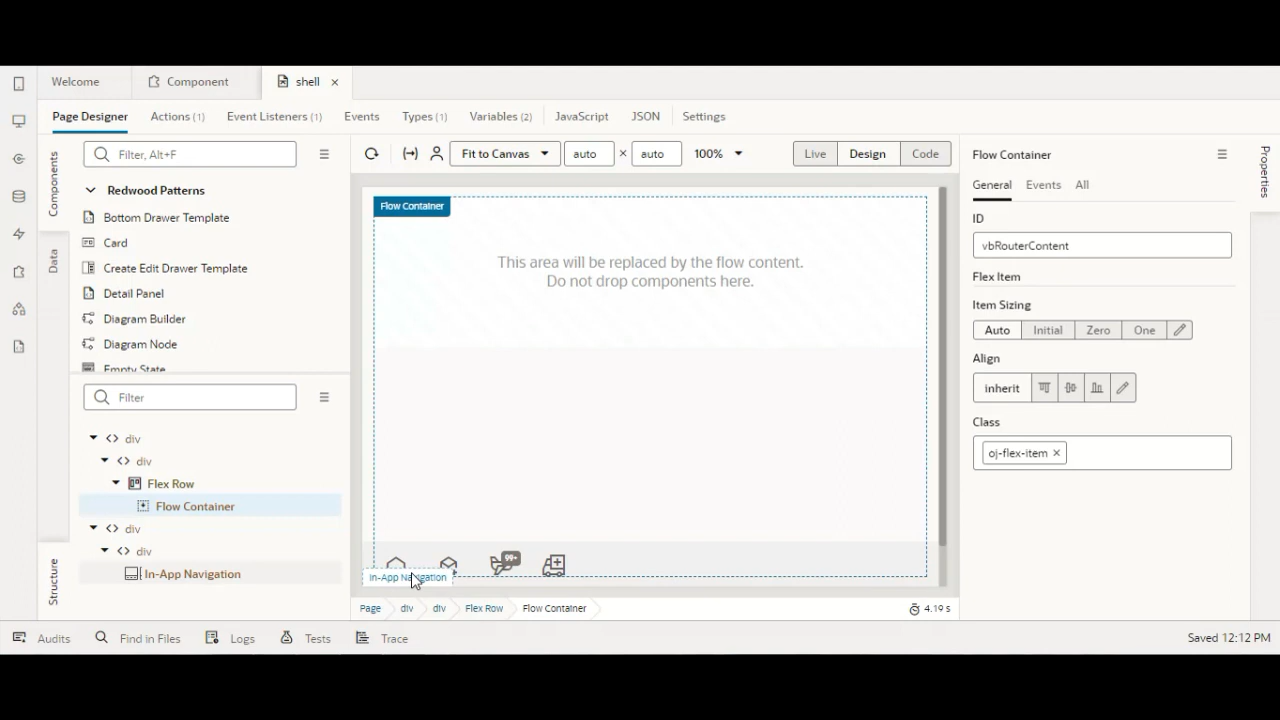 Welcome
Component
shell
Page Designer
Actions (1)
Event Listeners (1)
Events
Types (1)
Variables (2)
JavaScript
JSON
Settings
Components
Data
Structure
Filter, Alt+F
Redwood Patterns
Bottom Drawer Template
Card
Create Edit Drawer Template
Detail Panel
Diagram Builder
Diagram Node
Empty State
Filter
<> div
<> div
Flex Row
Flow Container
<> div
<> div
In-App Navigation
Fit to Canvas
auto
×
auto
100%
Live
Design
Code
Flow Container
This area will be replaced by the flow content.
Do not drop components here.
99+
In-App Navigation
Page
div
div
Flex Row
Flow Container
4.19 s
Flow Container
General
Events
All
ID
vbRouterContent
Flex Item
Item Sizing
Auto
Initial
Zero
One
Align
inherit
Class
oj-flex-item ×
Properties
Audits
Find in Files
Logs
Tests
Trace
Saved 12:12 PM